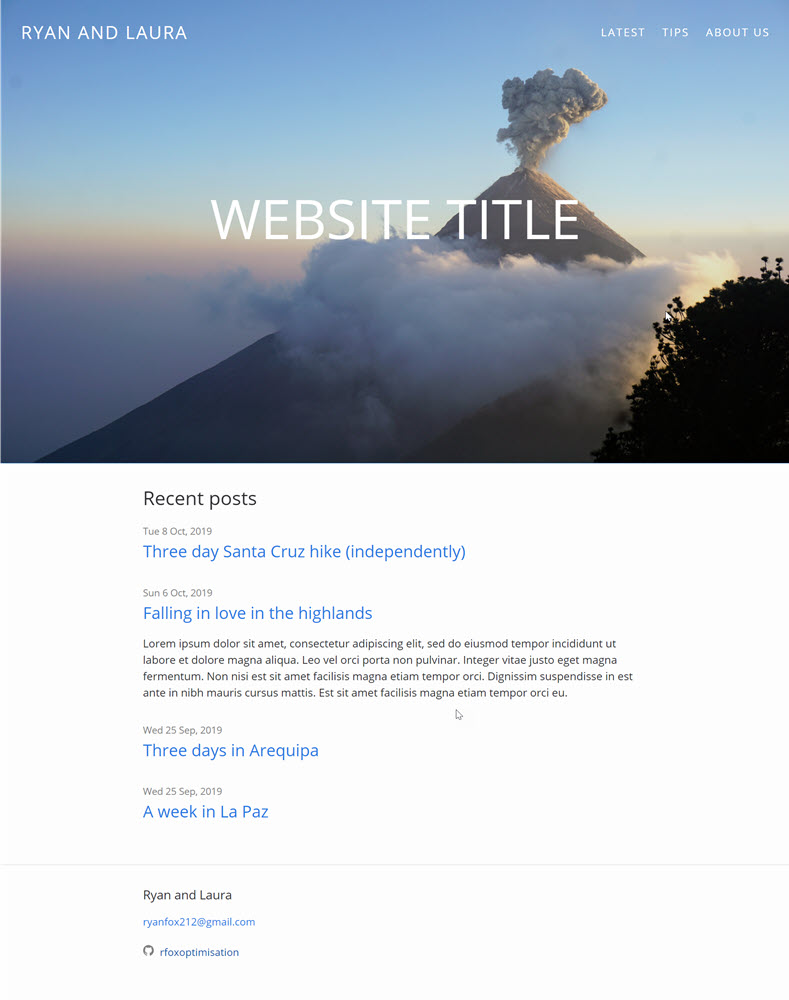 RYAN AND LAURA
LATEST TIPS ABOUT US
WEBSITE TITLE
Recent posts
Tue 8 Oct, 2019
Three day Santa Cruz hike (independently)
Sun 6 Oct, 2019
Falling in love in the highlands
Lorem ipsum dolor sit amet, consectetur adipiscing elit, sed do eiusmod tempor incididunt ut
labore et dolore magna aliqua. Leo vel orci porta non pulvinar. Integer vitae justo eget magna
fermentum. Non nisi est sit amet facilisis magna etiam tempor orci. Dignissim suspendisse in est
ante in nibh mauris cursus mattis. Est sit amet facilisis magna etiam tempor orci eu.
Wed 25 Sep, 2019
Three days in Arequipa
Wed 25 Sep, 2019
A week in La Paz
Ryan and Laura
ryanfox212@gmail.com
rfoxoptimisation